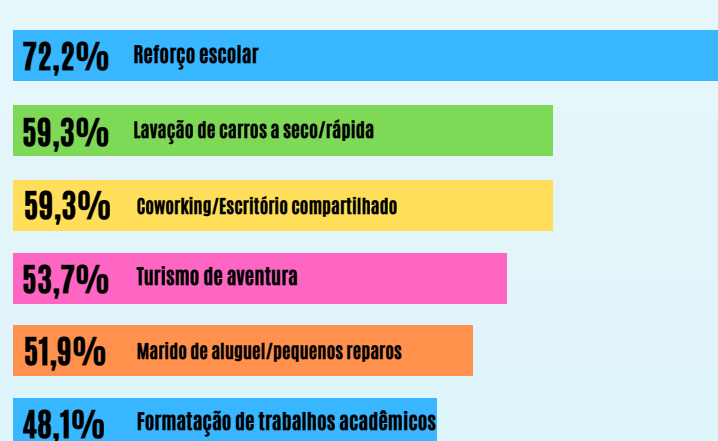 72,2% Reforço escolar
59,3% Lavação de carros a seco/rápida
59,3% Coworking/Escritório compartilhado
53,7% Turismo de aventura
51,9% Marido de aluguel/pequenos reparos
48,1% Formatação de trabalhos acadêmicos